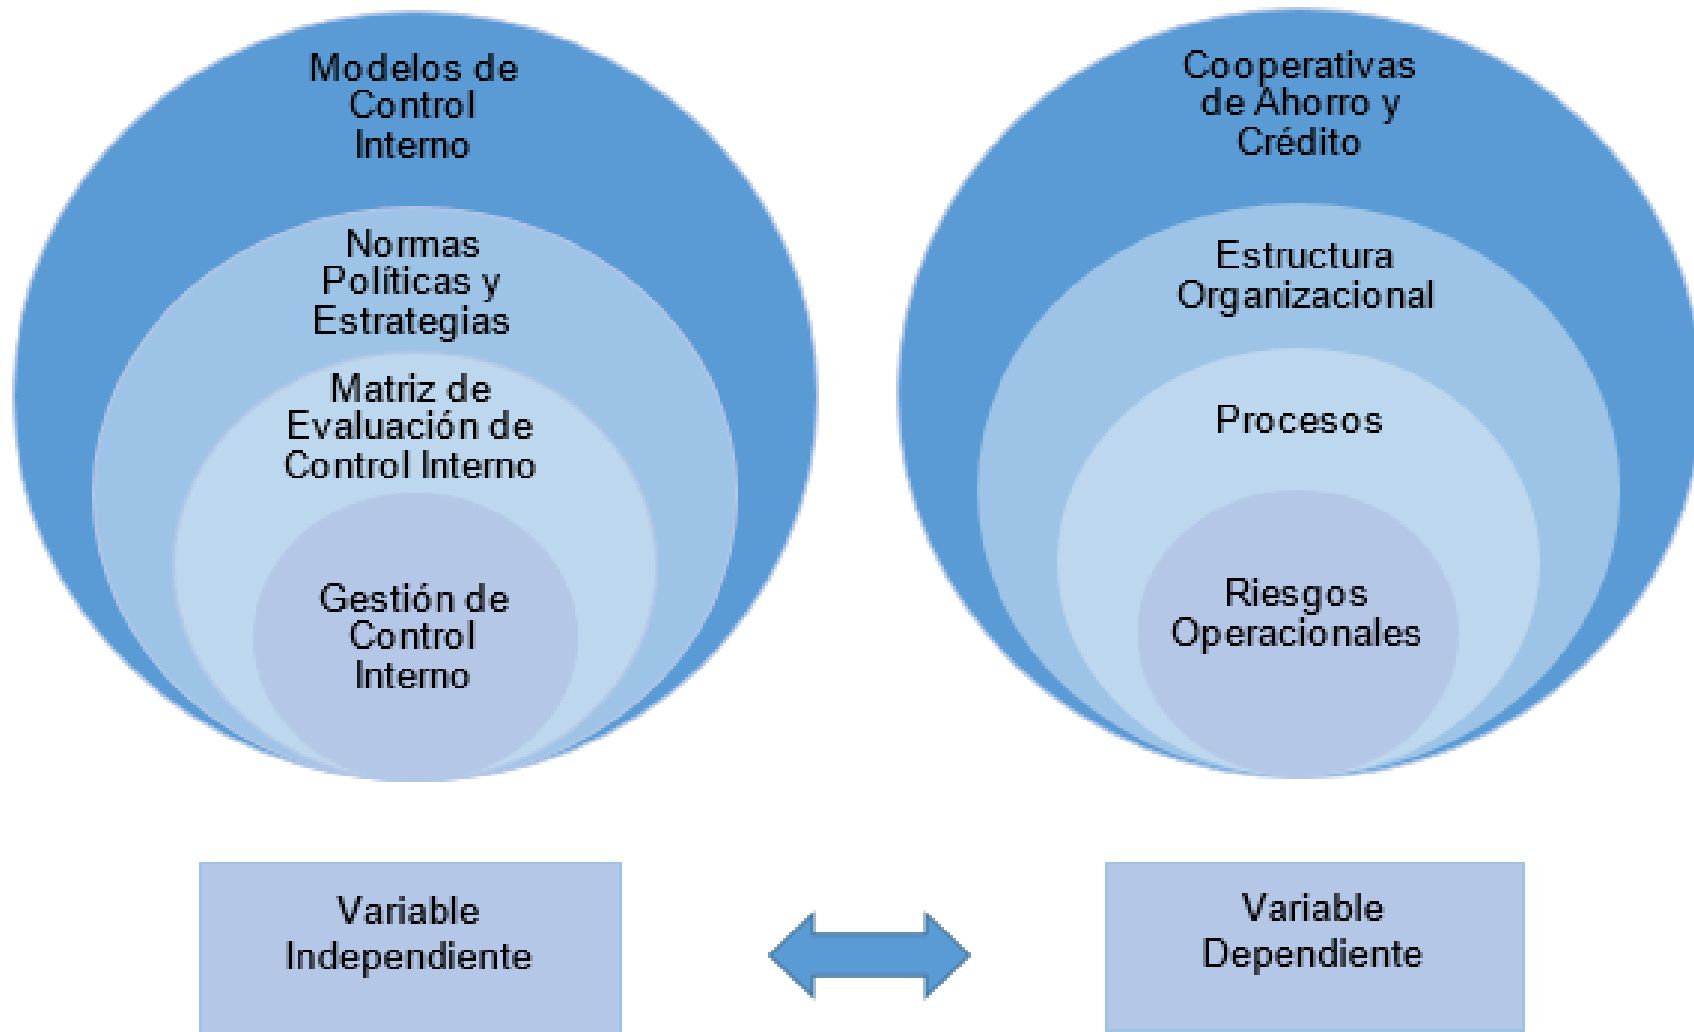 Modelos de
Control
Interno
Normas
Políticas y
Estrategias
Matriz de
Evaluación de
Control Interno
Gestión de
Control
Interno
Variable
Independiente
Cooperativas
de Ahorro y
Crédito
Estructura
Organizacional
Procesos
Riesgos
Operacionales
Variable
Dependiente